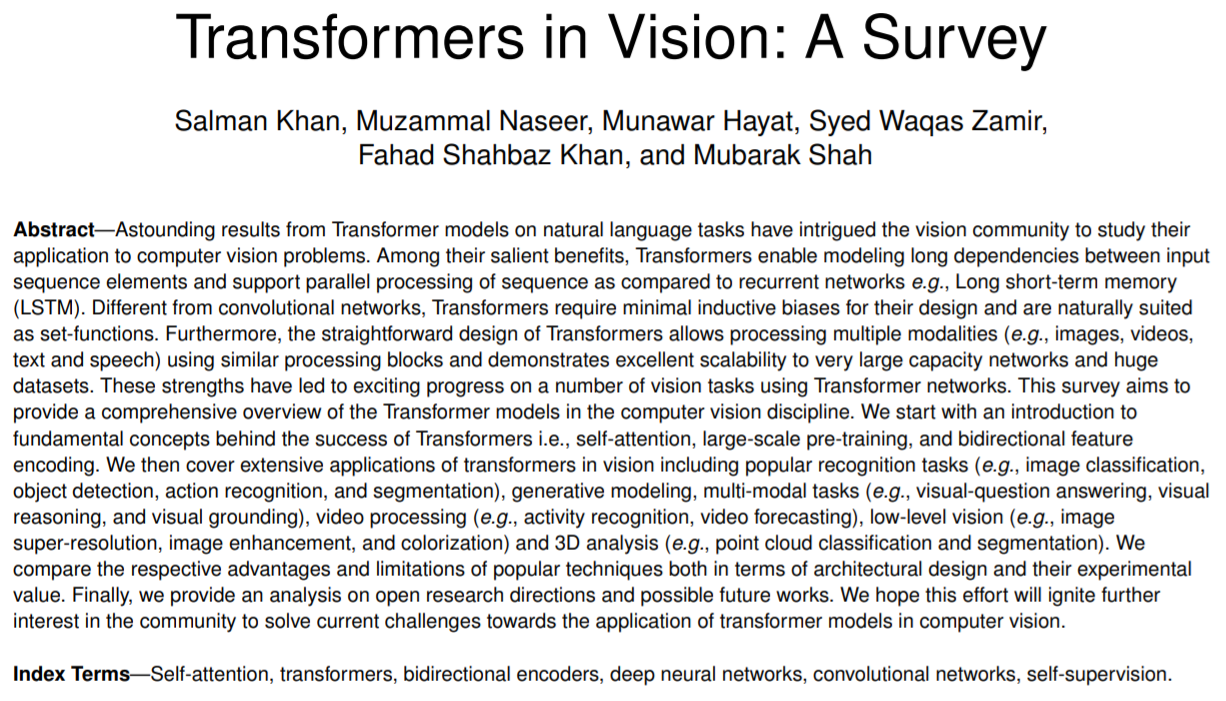 Transformers in Vision: A Survey
Salman Khan, Muzammal Naseer, Munawar Hayat, Syed Waqas Zamir,
Fahad Shahbaz Khan, and Mubarak Shah
Abstract—Astounding results from Transformer models on natural language tasks have intrigued the vision community to study their
application to computer vision problems. Among their salient benefits, Transformers enable modeling long dependencies between input
sequence elements and support parallel processing of sequence as compared to recurrent networks e.g., Long short-term memory
(LSTM). Different from convolutional networks, Transformers require minimal inductive biases for their design and are naturally suited
as set-functions. Furthermore, the straightforward design of Transformers allows processing multiple modalities (e.g., images, videos,
text and speech) using similar processing blocks and demonstrates excellent scalability to very large capacity networks and huge
datasets. These strengths have led to exciting progress on a number of vision tasks using Transformer networks. This survey aims to
provide a comprehensive overview of the Transformer models in the computer vision discipline. We start with an introduction to
fundamental concepts behind the success of Transformers i.e., self-attention, large-scale pre-training, and bidirectional feature
encoding. We then cover extensive applications of transformers in vision including popular recognition tasks (e.g., image classification,
object detection, action recognition, and segmentation), generative modeling, multi-modal tasks (e.g., visual-question answering, visual
reasoning, and visual grounding), video processing (e.g., activity recognition, video forecasting), low-level vision (e.g., image
super-resolution, image enhancement, and colorization) and 3D analysis (e.g., point cloud classification and segmentation). We
compare the respective advantages and limitations of popular techniques both in terms of architectural design and their experimental
value. Finally, we provide an analysis on open research directions and possible future works. We hope this effort will ignite further
interest in the community to solve current challenges towards the application of transformer models in computer vision.
Index Terms—Self-attention, transformers, bidirectional encoders, deep neural networks, convolutional networks, self-supervision.